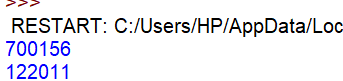 >>>
RESTART: C:/Users/HP/AppData/Loc
700156
122011